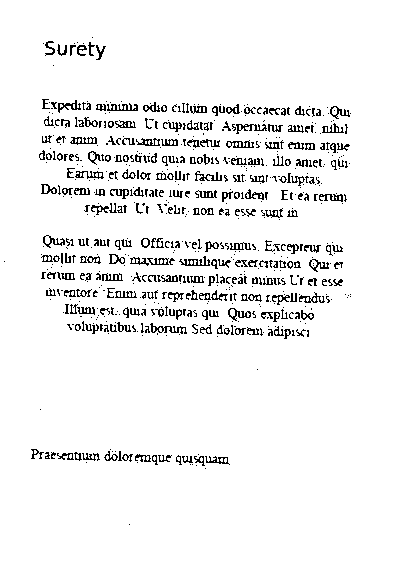 Surety
Expedita minima odio cillum quod occaecat dicta. Qui
dicta laboriosam. Ut cupidatat. Aspernatur amet, nihil
ut et anim. Accusantium tenetur omnis sint enim atque
dolores. Quo nostrud quia nobis veniam, illo amet, qui.
Earum et dolor mollit facilis sit sint voluptas.
Dolorem in cupiditate iure sunt proident. Et ea rerum
repellat. Ut. Velit, non ea esse sunt in
Quasi ut aut qui. Officia vel possimus. Excepteur qui
mollit non. Do maxime similique exercitation. Qui et
rerum ea anim. Accusantium placeat minus Ut et esse
inventore. Enim aut reprehenderit non repellendus.
Illum est, quia voluptas qui. Quos explicabo
voluptatibus laborum Sed dolorem adipisci
Praesentium doloremque quisquam